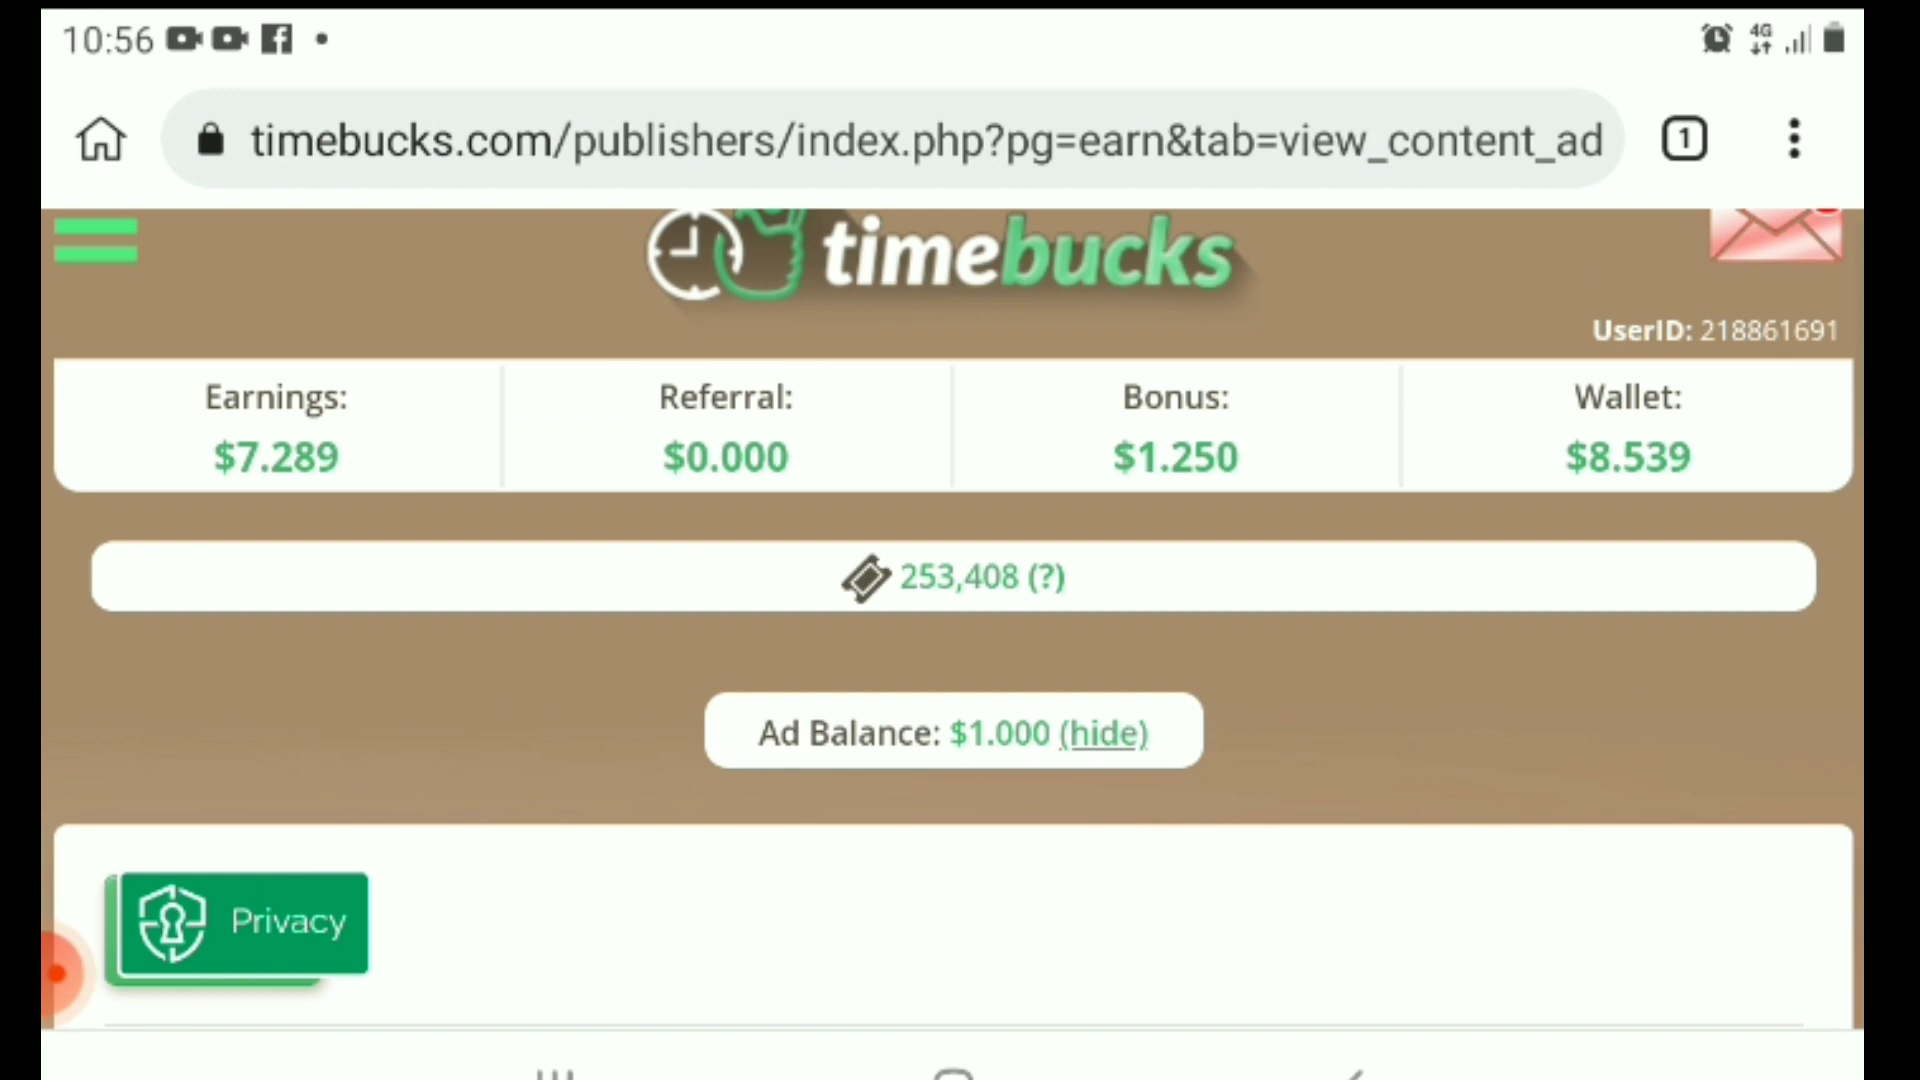 10:56
4G
timebucks.com/publishers/index.php?pg=earn&tab=view_content_ad
1
timebucks
UserID: 218861691
Earnings: Referral: Bonus: Wallet:
$7.289 $0.000 $1.250 $8.539
253,408 (?)
Ad Balance: $1.000 (hide)
Privacy